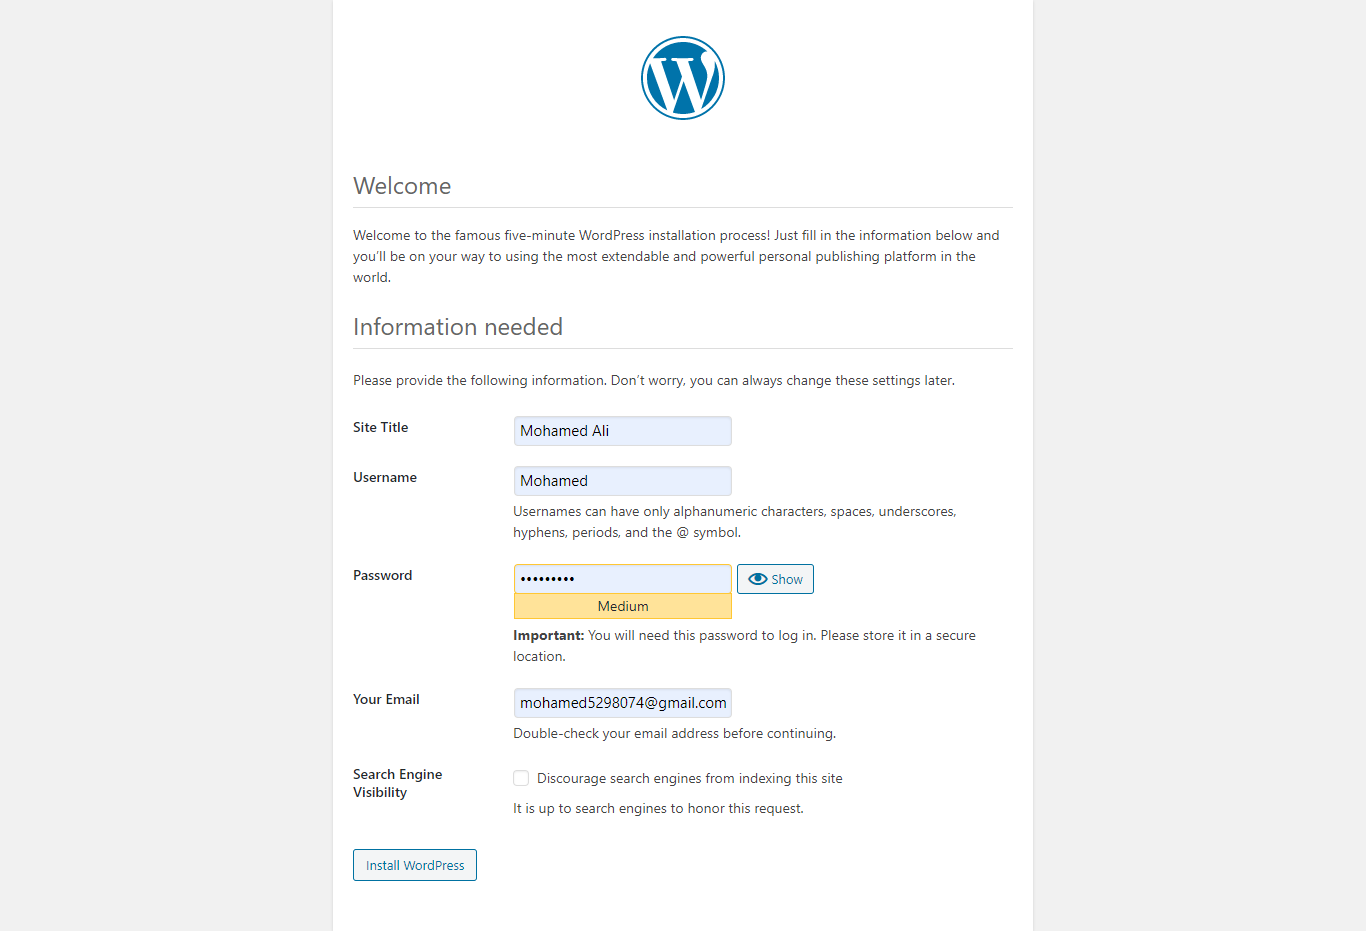 Welcome
Welcome to the famous five-minute WordPress installation process! Just fill in the information below and
you’ll be on your way to using the most extendable and powerful personal publishing platform in the
world.
Information needed
Please provide the following information. Don’t worry, you can always change these settings later.
Site Title
Mohamed Ali
Username
Mohamed
Usernames can have only alphanumeric characters, spaces, underscores,
hyphens, periods, and the @ symbol.
Password
•••••••••
Show
Medium
Important: You will need this password to log in. Please store it in a secure
location.
Your Email
mohamed5298074@gmail.com
Double-check your email address before continuing.
Search Engine
Visibility
Discourage search engines from indexing this site
It is up to search engines to honor this request.
Install WordPress